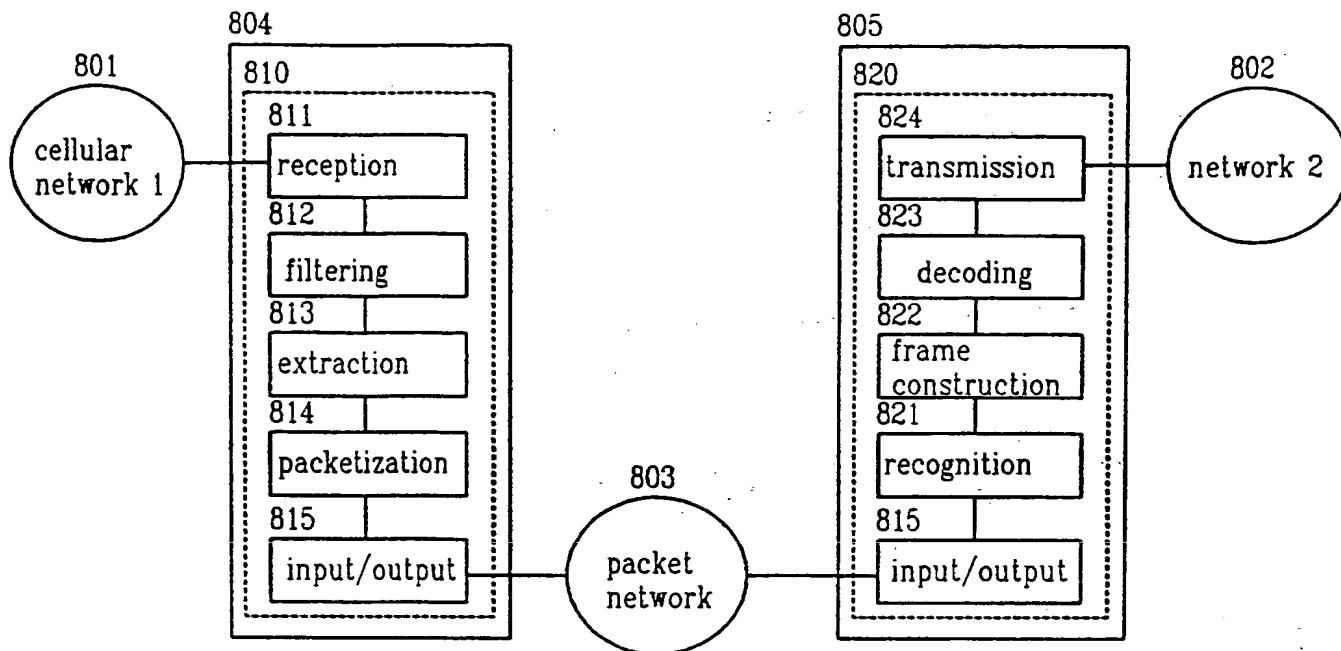 801
cellular
network 1
804
810
811
reception
812
filtering
813
extraction
814
packetization
815
input/output
803
packet
network
805
820
824
transmission
823
decoding
822
frame
construction
821
recognition
815
input/output
802
network 2